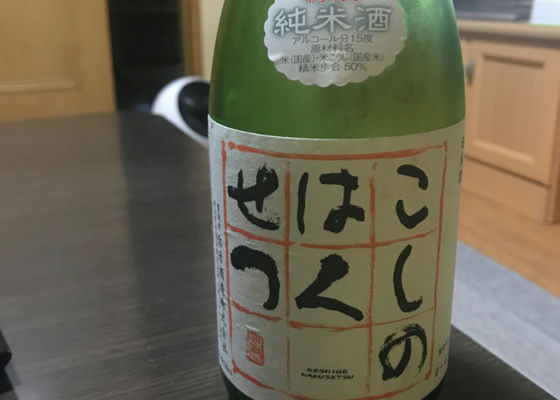 純米酒
アルコール分15度
原材料名
米(国産)・米こうじ(国産米)
精米歩合 50%
こしの
はくせつ
KOSHINO
HAKUSETSU